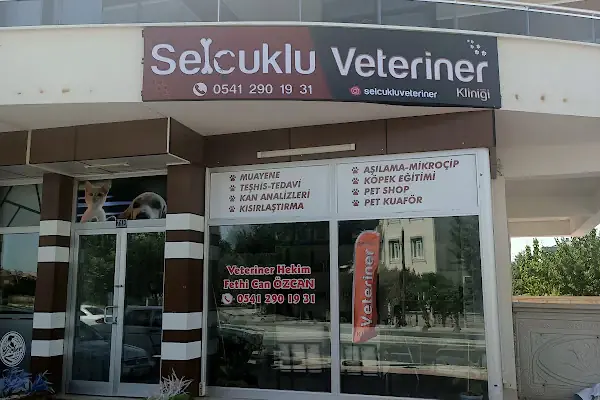 Selcuklu Veteriner
Kliniği
0541 290 19 31
selcukluveteriner
MUAYENE
TEŞHİS-TEDAVİ
KAN ANALİZLERİ
KISIRLAŞTIRMA
AŞILAMA-MİKROÇİP
KÖPEK EĞİTİMİ
PET SHOP
PET KUAFÖR
Veteriner Hekim
Fethi Can ÖZCAN
0541 290 19 31
Veteriner